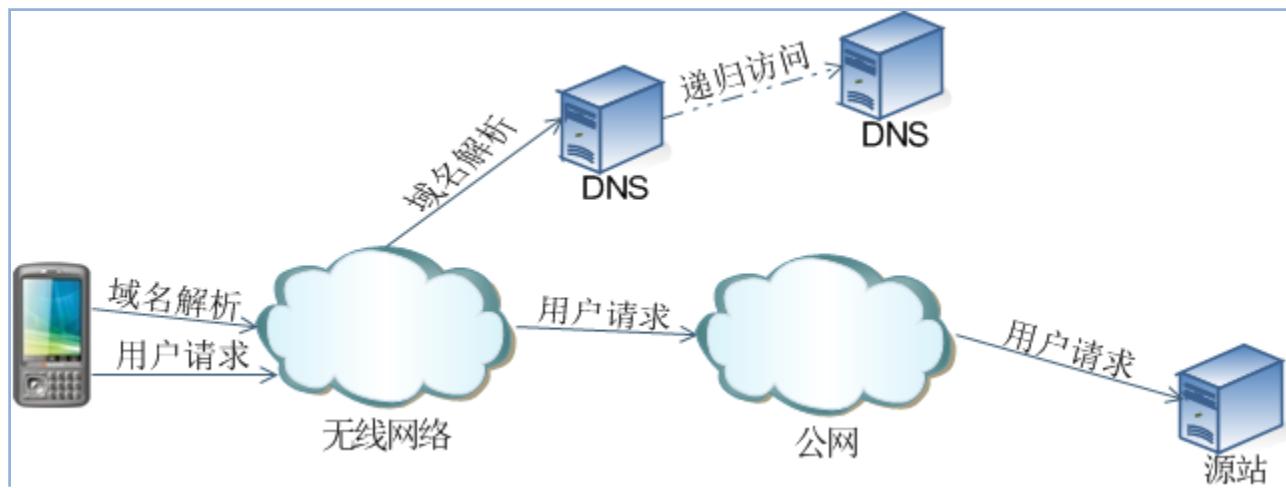 递归访问
DNS
域名解析
DNS
域名解析
用户请求
用户请求
用户请求
无线网络
公网
源站